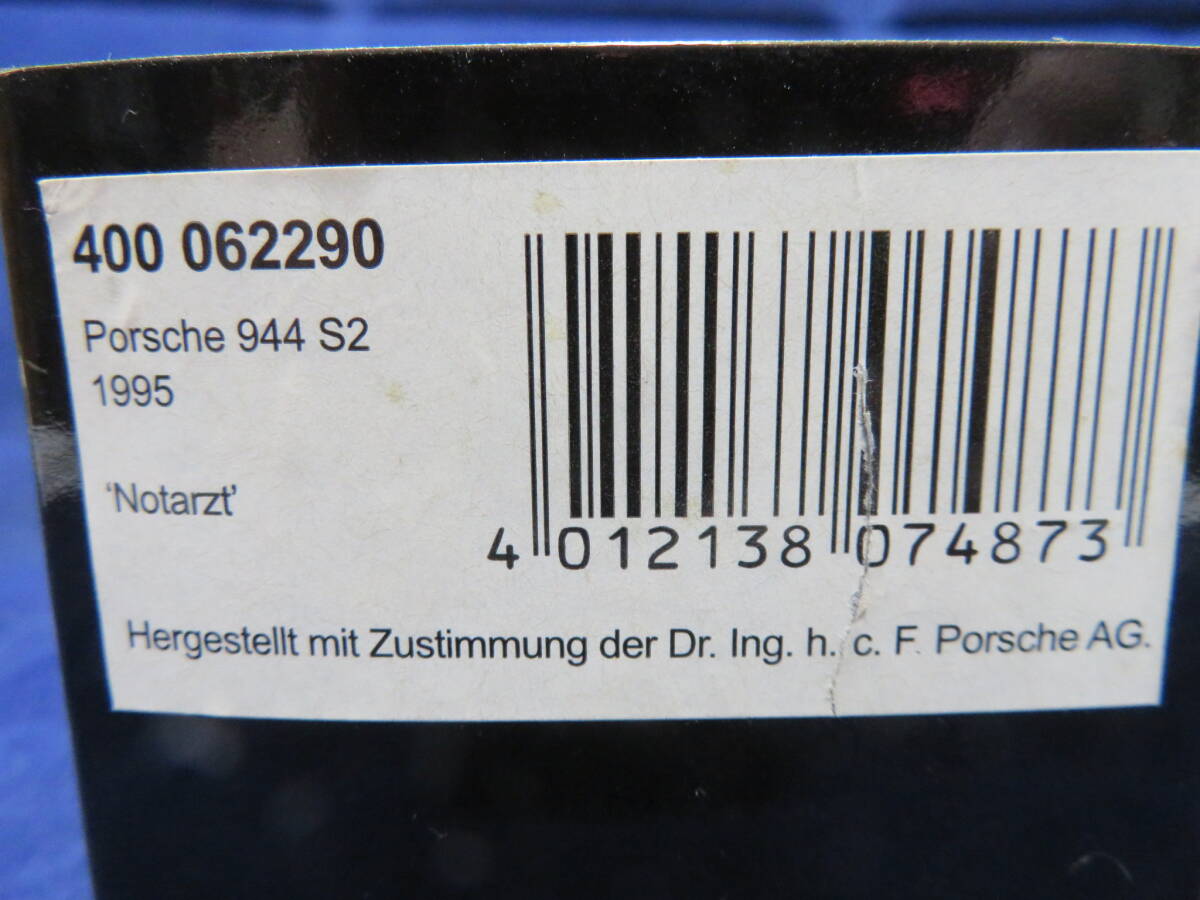 400 062290
Porsche 944 S2
1995
‘Notarzt’
4 012138 074873
Hergestellt mit Zustimmung der Dr. Ing. h. c. F. Porsche AG.